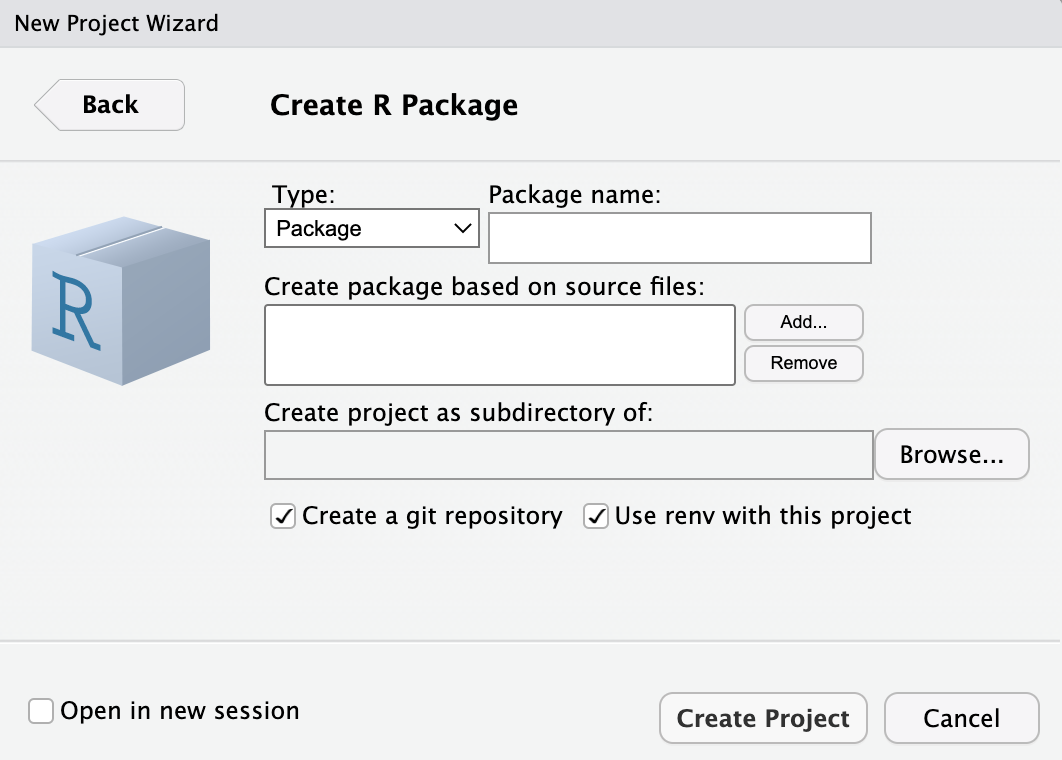 New Project Wizard
Back
Create R Package
R
Type:
Package name:
Package
Create package based on source files:
Add...
Remove
Create project as subdirectory of:
Browse...
Create a git repository
Use renv with this project
Open in new session
Create Project
Cancel